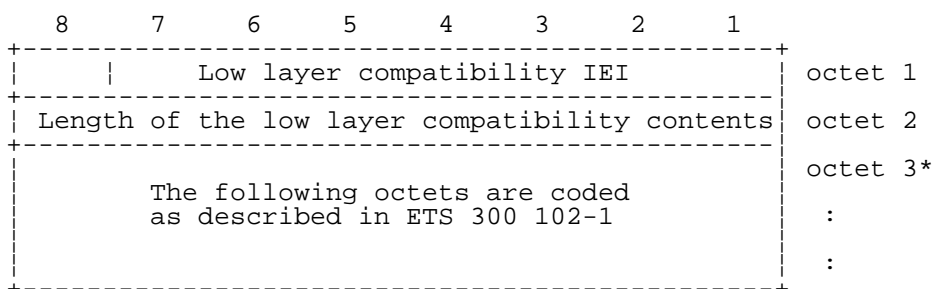 8 7 6 5 4 3 2 1
Low layer compatibility IEI octet 1
Length of the low layer compatibility contents octet 2
octet 3*
The following octets are coded
as described in ETS 300 102-1 :
: